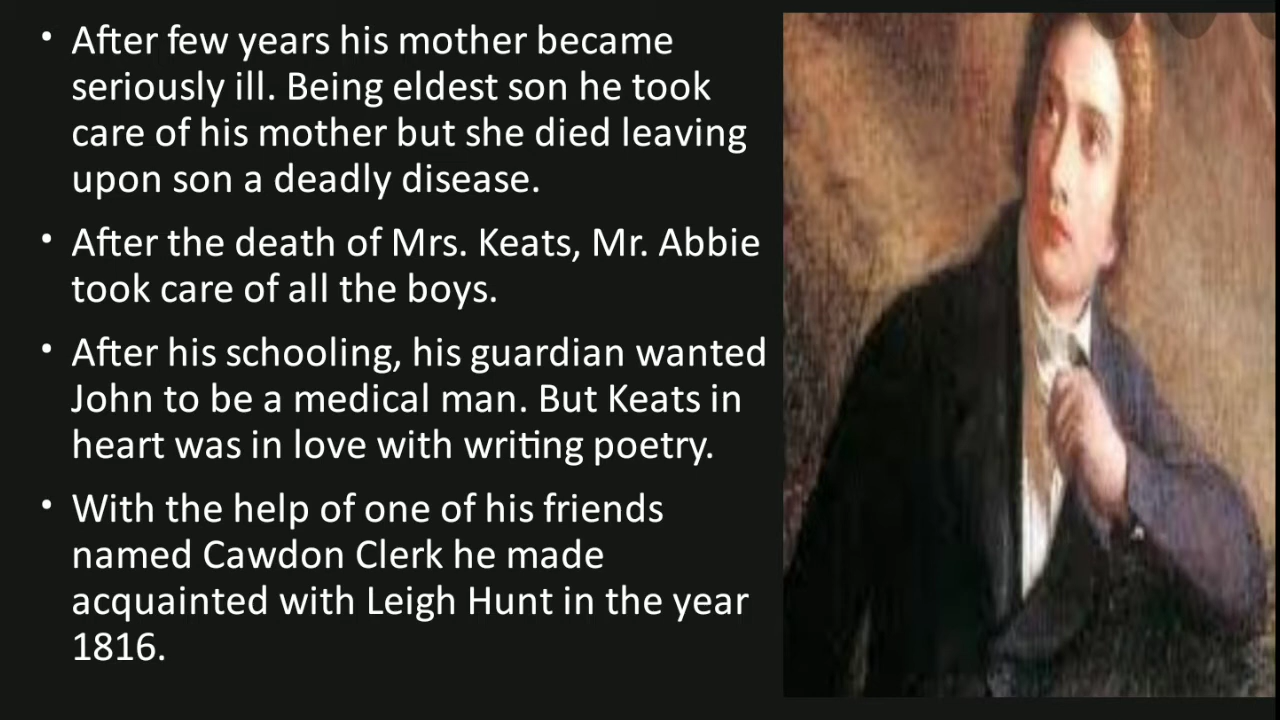 • After few years his mother became
seriously ill. Being eldest son he took
care of his mother but she died leaving
upon son a deadly disease.
• After the death of Mrs. Keats, Mr. Abbie
took care of all the boys.
• After his schooling, his guardian wanted
John to be a medical man. But Keats in
heart was in love with writing poetry.
• With the help of one of his friends
named Cawdon Clerk he made
acquainted with Leigh Hunt in the year
1816.